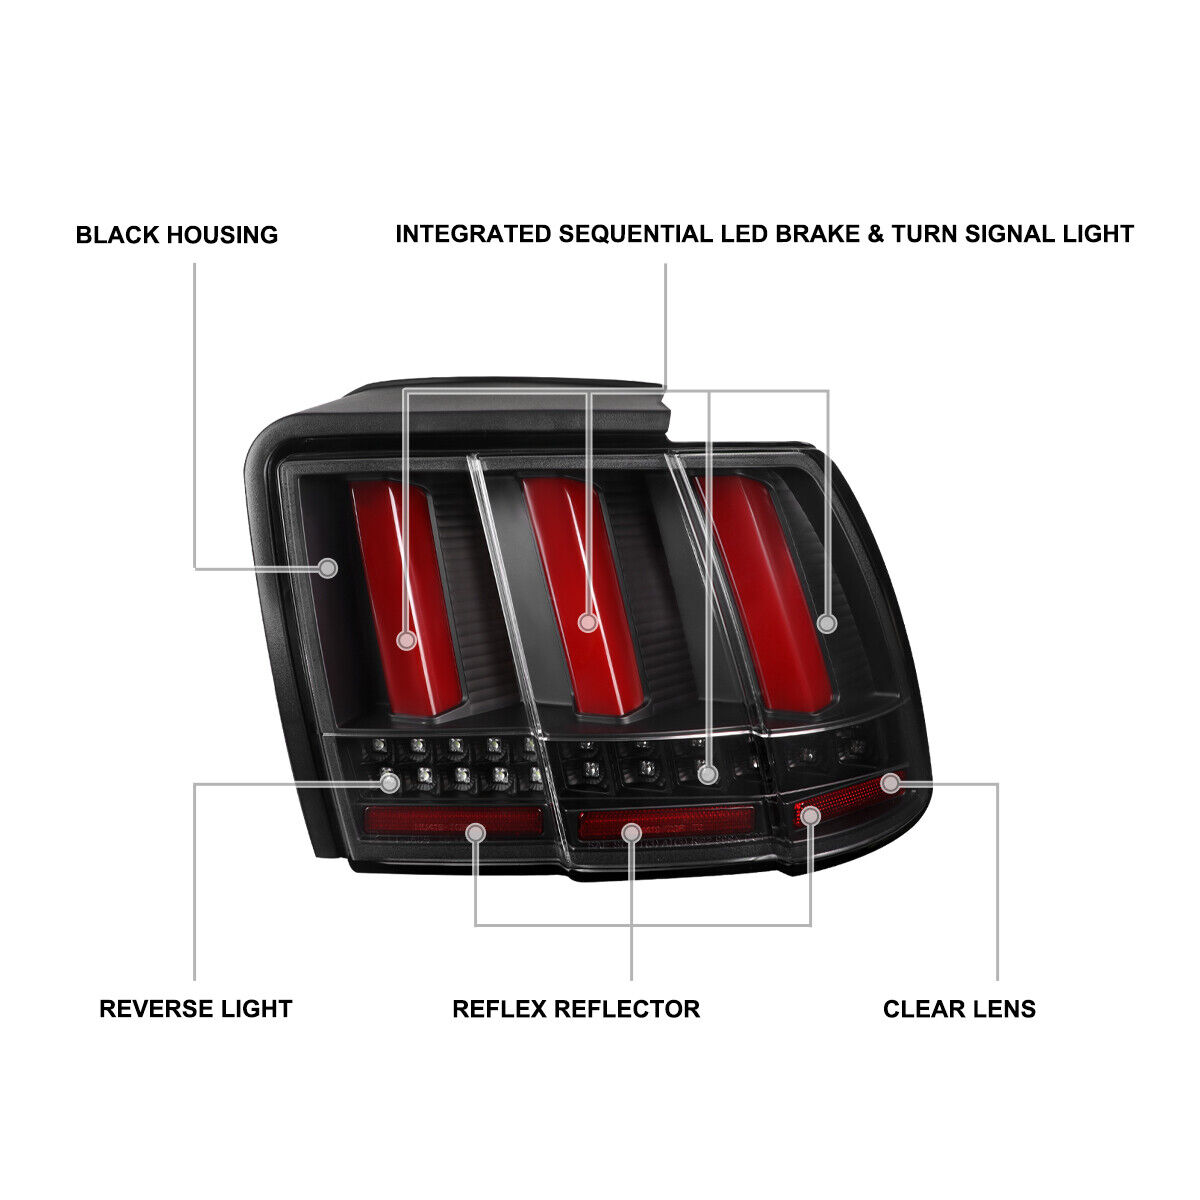 BLACK HOUSING
INTEGRATED SEQUENTIAL LED BRAKE & TURN SIGNAL LIGHT
REVERSE LIGHT
REFLEX REFLECTOR
CLEAR LENS